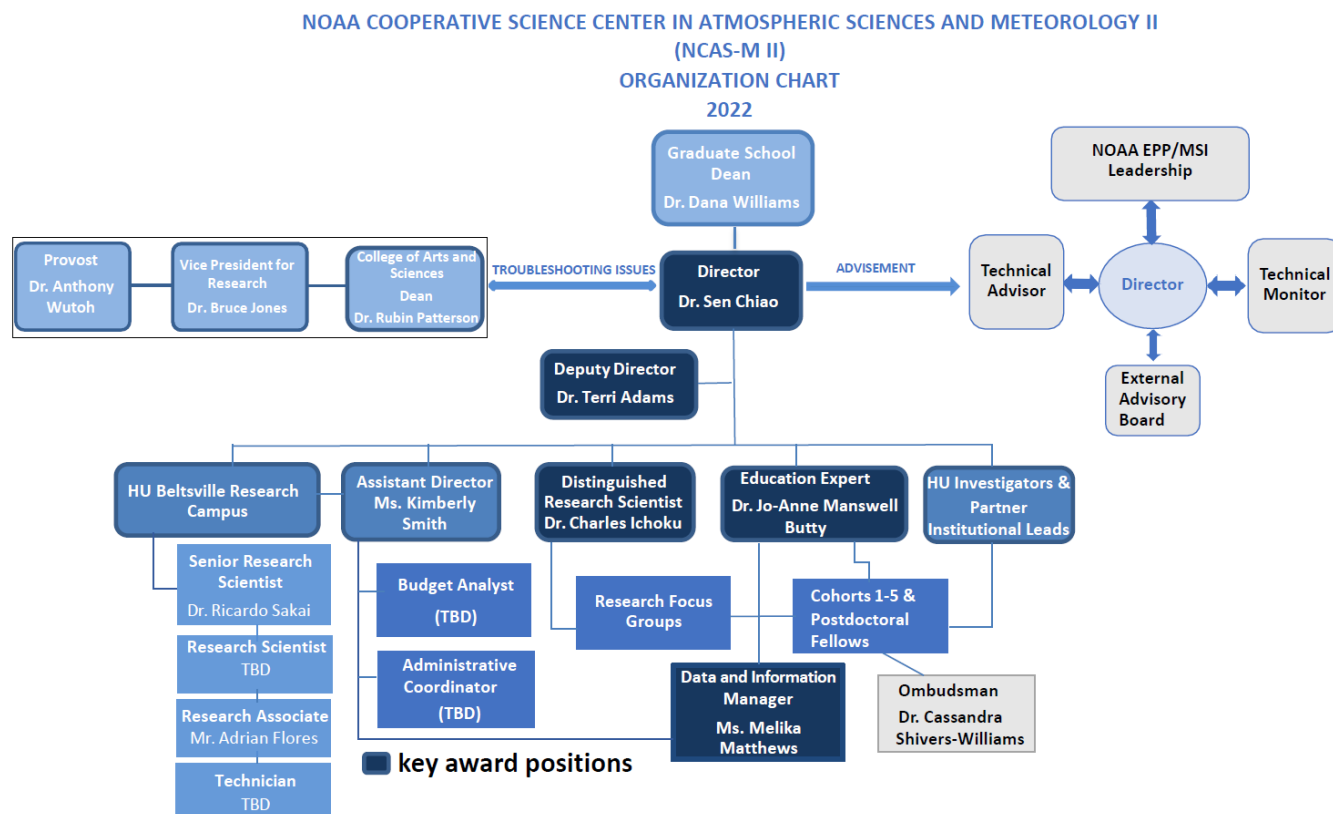 NOAA COOPERATIVE SCIENCE CENTER IN ATMOSPHERIC SCIENCES AND METEOROLOGY II
(NCAS-M II)
ORGANIZATION CHART
2022
Graduate School
Dean
Dr. Dana Williams
NOAA EPP/MSI
Leadership
Provost
Dr. Anthony
Wutoh
Vice President for
Research
Dr. Bruce Jones
College of Arts and
Sciences
Dean
Dr. Rubin Patterson
TROUBLESHOOTING ISSUES
Director
Dr. Sen Chiao
ADVISEMENT
Technical
Advisor
Director
Technical
Monitor
External
Advisory
Board
Deputy Director
Dr. Terri Adams
HU Beltsville Research
Campus
Assistant Director
Ms. Kimberly
Smith
Distinguished
Research Scientist
Dr. Charles Ichoku
Education Expert
Dr. Jo-Anne Manswell
Butty
HU Investigators &
Partner
Institutional Leads
Senior Research
Scientist
Dr. Ricardo Sakai
Budget Analyst
(TBD)
Research Focus
Groups
Cohorts 1-5 &
Postdoctoral
Fellows
Research Scientist
TBD
Administrative
Coordinator
(TBD)
Data and Information
Manager
Ms. Melika
Matthews
Ombudsman
Dr. Cassandra
Shivers-Williams
Research Associate
Mr. Adrian Flores
Technician
TBD
key award positions